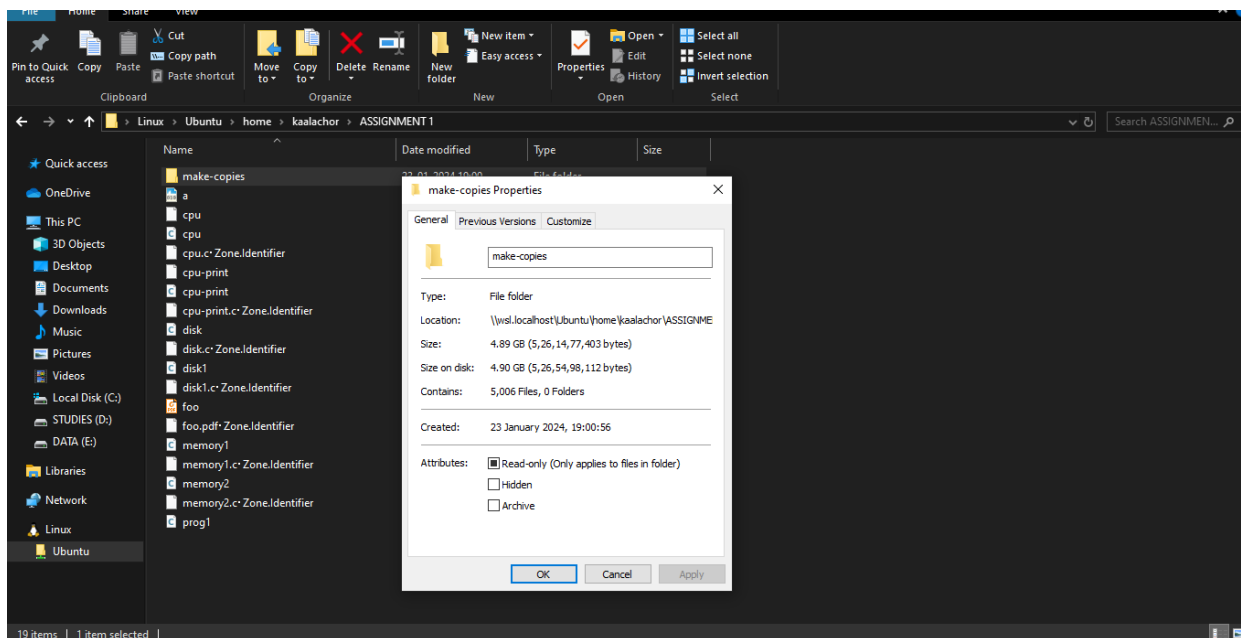 File Home Share View
Pin to Quick access
Copy
Paste
Cut
Copy path
Paste shortcut
Clipboard
Move to
Copy to
Delete
Rename
Organize
New folder
New item
Easy access
New
Properties
Open
Edit
History
Open
Select all
Select none
Invert selection
Select
Linux › Ubuntu › home › kaalachor › ASSIGNMENT 1
Search ASSIGNMEN...
Quick access
OneDrive
This PC
3D Objects
Desktop
Documents
Downloads
Music
Pictures
Videos
Local Disk (C:)
STUDIES (D:)
DATA (E:)
Libraries
Network
Linux
Ubuntu
Name Date modified Type Size
make-copies 23-01-2024 19:00 File folder
a
cpu
cpu
cpu.c·Zone.Identifier
cpu-print
cpu-print
cpu-print.c·Zone.Identifier
disk
disk.c·Zone.Identifier
disk1
disk1.c·Zone.Identifier
foo
foo.pdf·Zone.Identifier
memory1
memory1.c·Zone.Identifier
memory2
memory2.c·Zone.Identifier
prog1
make-copies Properties
General Previous Versions Customize
make-copies
Type: File folder
Location: \\wsl.localhost\Ubuntu\home\kaalachor\ASSIGNME
Size: 4.89 GB (5,26,14,77,403 bytes)
Size on disk: 4.90 GB (5,26,54,98,112 bytes)
Contains: 5,006 Files, 0 Folders
Created: 23 January 2024, 19:00:56
Attributes: Read-only (Only applies to files in folder)
Hidden
Archive
OK Cancel Apply
19 items 1 item selected